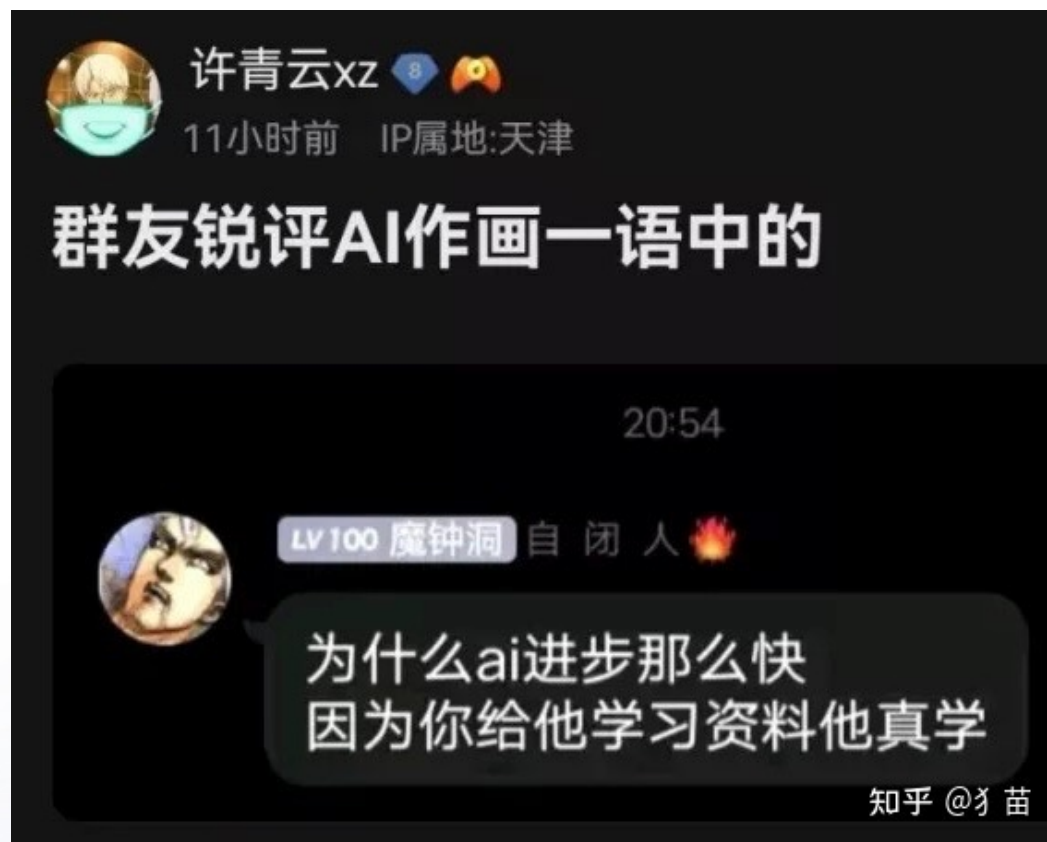 许青云xz 8
11小时前 IP属地:天津
群友锐评AI作画一语中的
20:54
LV100 魔钟洞 自 闭 人
为什么ai进步那么快
因为你给他学习资料他真学
知乎 @犭苗